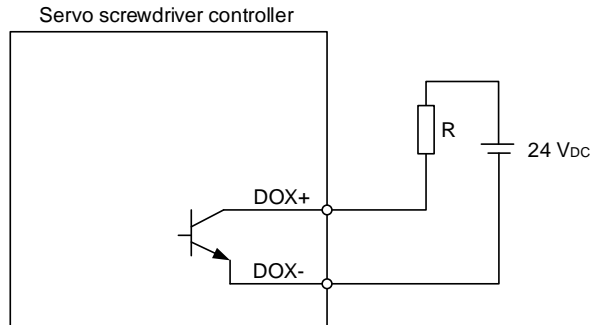 Servo screwdriver controller
R
24 VDC
DOX+
DOX-